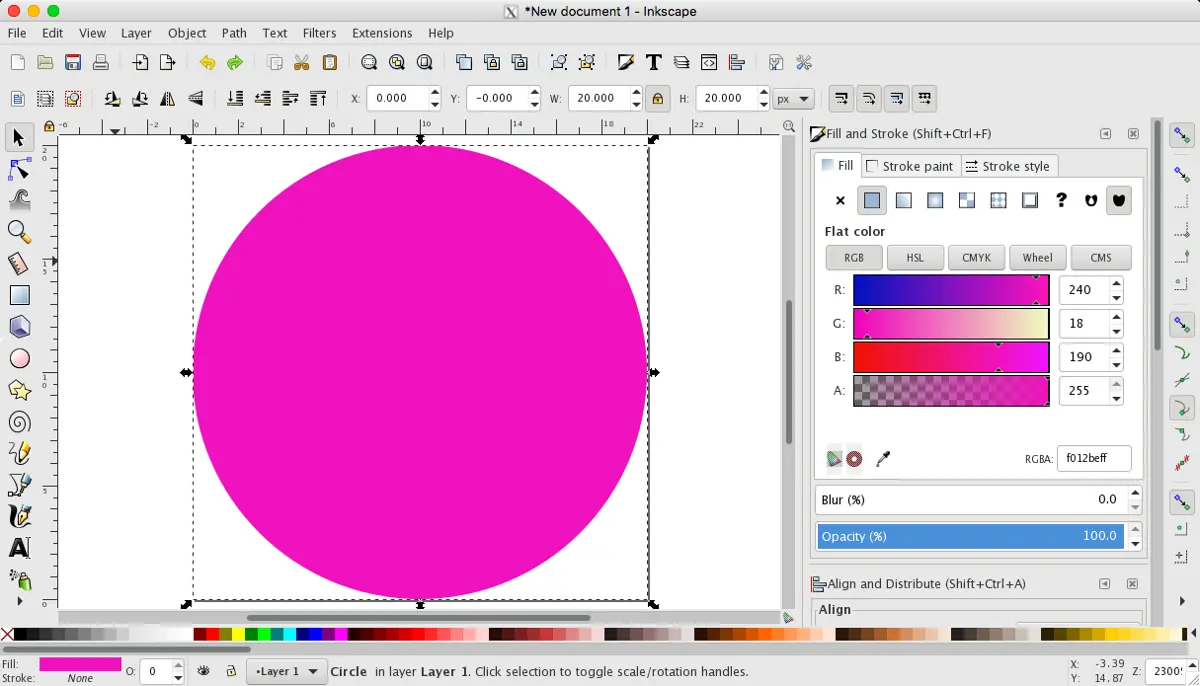 *New document 1 - Inkscape
File Edit View Layer Object Path Text Filters Extensions Help
X: 0.000 Y: -0.000 W: 20.000 H: 20.000 px
-6 -2 0 2 6 10 14 18 22
Fill and Stroke (Shift+Ctrl+F)
Fill Stroke paint Stroke style
Flat color
RGB HSL CMYK Wheel CMS
R: 240
G: 18
B: 190
A: 255
RGBA: f012beff
Blur (%) 0.0
Opacity (%) 100.0
Align and Distribute (Shift+Ctrl+A)
Align
Fill: O: 0 •Layer 1 Circle in layer Layer 1. Click selection to toggle scale/rotation handles. X: -3.39 Z: 2300
Stroke: None Y: 14.87